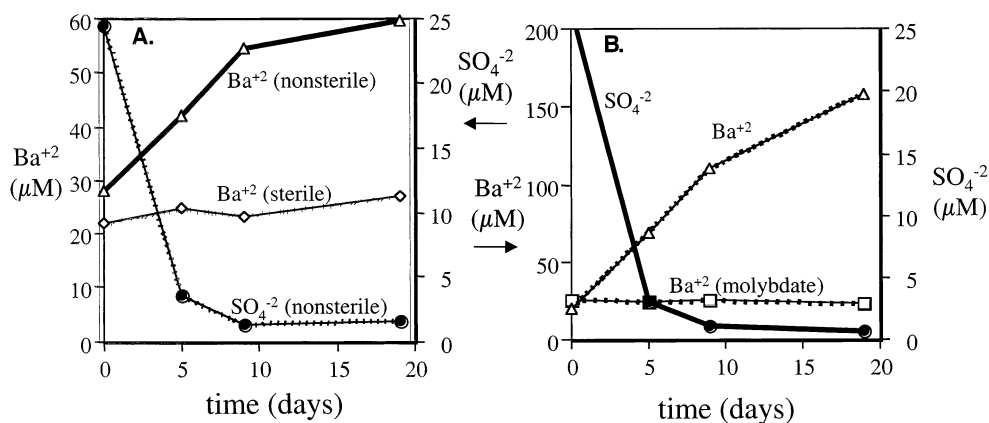 A.
60
50
40
30
20
10
0
Ba+2
(μM)
Ba+2 (nonsterile)
Ba+2 (sterile)
SO4-2 (nonsterile)
25
20
15
10
5
0
SO4-2
(μM)
0 5 10 15 20
time (days)
B.
200
150
100
50
0
Ba+2
(μM)
SO4-2
Ba+2
Ba+2 (molybdate)
25
20
15
10
5
0
SO4-2
(μM)
0 5 10 15 20
time (days)